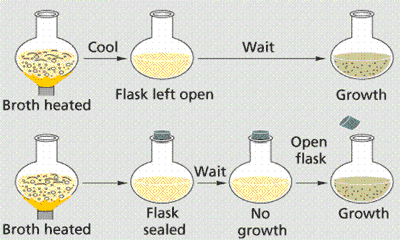 Cool
Wait
Broth heated
Flask left open
Growth
Wait
Open
flask
Broth heated
Flask
sealed
No
growth
Growth